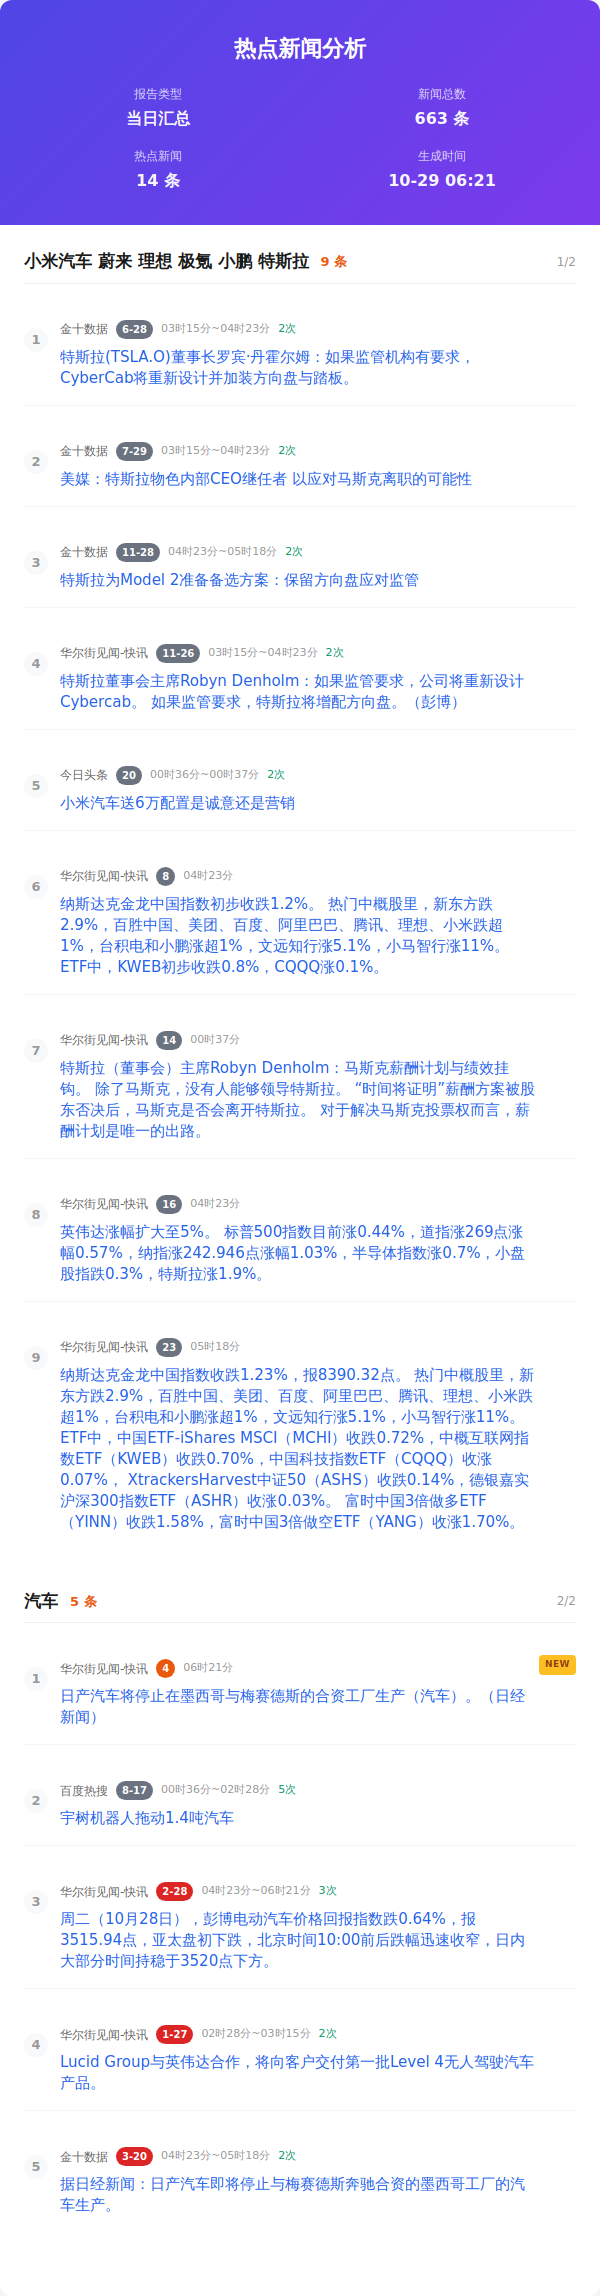 热点新闻分析
报告类型
当日汇总
新闻总数
663 条
热点新闻
14 条
生成时间
10-29 06:21
小米汽车 蔚来 理想 极氪 小鹏 特斯拉 9 条 1/2
1
金十数据 6-28 03时15分~04时23分 2次
特斯拉(TSLA.O)董事长罗宾·丹霍尔姆：如果监管机构有要求，
CyberCab将重新设计并加装方向盘与踏板。
2
金十数据 7-29 03时15分~04时23分 2次
美媒：特斯拉物色内部CEO继任者 以应对马斯克离职的可能性
3
金十数据 11-28 04时23分~05时18分 2次
特斯拉为Model 2准备备选方案：保留方向盘应对监管
4
华尔街见闻-快讯 11-26 03时15分~04时23分 2次
特斯拉董事会主席Robyn Denholm：如果监管要求，公司将重新设计
Cybercab。 如果监管要求，特斯拉将增配方向盘。（彭博）
5
今日头条 20 00时36分~00时37分 2次
小米汽车送6万配置是诚意还是营销
6
华尔街见闻-快讯 8 04时23分
纳斯达克金龙中国指数初步收跌1.2%。 热门中概股里，新东方跌
2.9%，百胜中国、美团、百度、阿里巴巴、腾讯、理想、小米跌超
1%，台积电和小鹏涨超1%，文远知行涨5.1%，小马智行涨11%。
ETF中，KWEB初步收跌0.8%，CQQQ涨0.1%。
7
华尔街见闻-快讯 14 00时37分
特斯拉（董事会）主席Robyn Denholm：马斯克薪酬计划与绩效挂
钩。 除了马斯克，没有人能够领导特斯拉。 “时间将证明”薪酬方案被股
东否决后，马斯克是否会离开特斯拉。 对于解决马斯克投票权而言，薪
酬计划是唯一的出路。
8
华尔街见闻-快讯 16 04时23分
英伟达涨幅扩大至5%。 标普500指数目前涨0.44%，道指涨269点涨
幅0.57%，纳指涨242.946点涨幅1.03%，半导体指数涨0.7%，小盘
股指跌0.3%，特斯拉涨1.9%。
9
华尔街见闻-快讯 23 05时18分
纳斯达克金龙中国指数收跌1.23%，报8390.32点。 热门中概股里，新
东方跌2.9%，百胜中国、美团、百度、阿里巴巴、腾讯、理想、小米跌
超1%，台积电和小鹏涨超1%，文远知行涨5.1%，小马智行涨11%。
ETF中，中国ETF-iShares MSCI（MCHI）收跌0.72%，中概互联网指
数ETF（KWEB）收跌0.70%，中国科技指数ETF（CQQQ）收涨
0.07%， XtrackersHarvest中证50（ASHS）收跌0.14%，德银嘉实
沪深300指数ETF（ASHR）收涨0.03%。 富时中国3倍做多ETF
（YINN）收跌1.58%，富时中国3倍做空ETF（YANG）收涨1.70%。
汽车 5 条 2/2
1
华尔街见闻-快讯 4 06时21分 NEW
日产汽车将停止在墨西哥与梅赛德斯的合资工厂生产（汽车）。（日经
新闻）
2
百度热搜 8-17 00时36分~02时28分 5次
宇树机器人拖动1.4吨汽车
3
华尔街见闻-快讯 2-28 04时23分~06时21分 3次
周二（10月28日），彭博电动汽车价格回报指数跌0.64%，报
3515.94点，亚太盘初下跌，北京时间10:00前后跌幅迅速收窄，日内
大部分时间持稳于3520点下方。
4
华尔街见闻-快讯 1-27 02时28分~03时15分 2次
Lucid Group与英伟达合作，将向客户交付第一批Level 4无人驾驶汽车
产品。
5
金十数据 3-20 04时23分~05时18分 2次
据日经新闻：日产汽车即将停止与梅赛德斯奔驰合资的墨西哥工厂的汽
车生产。